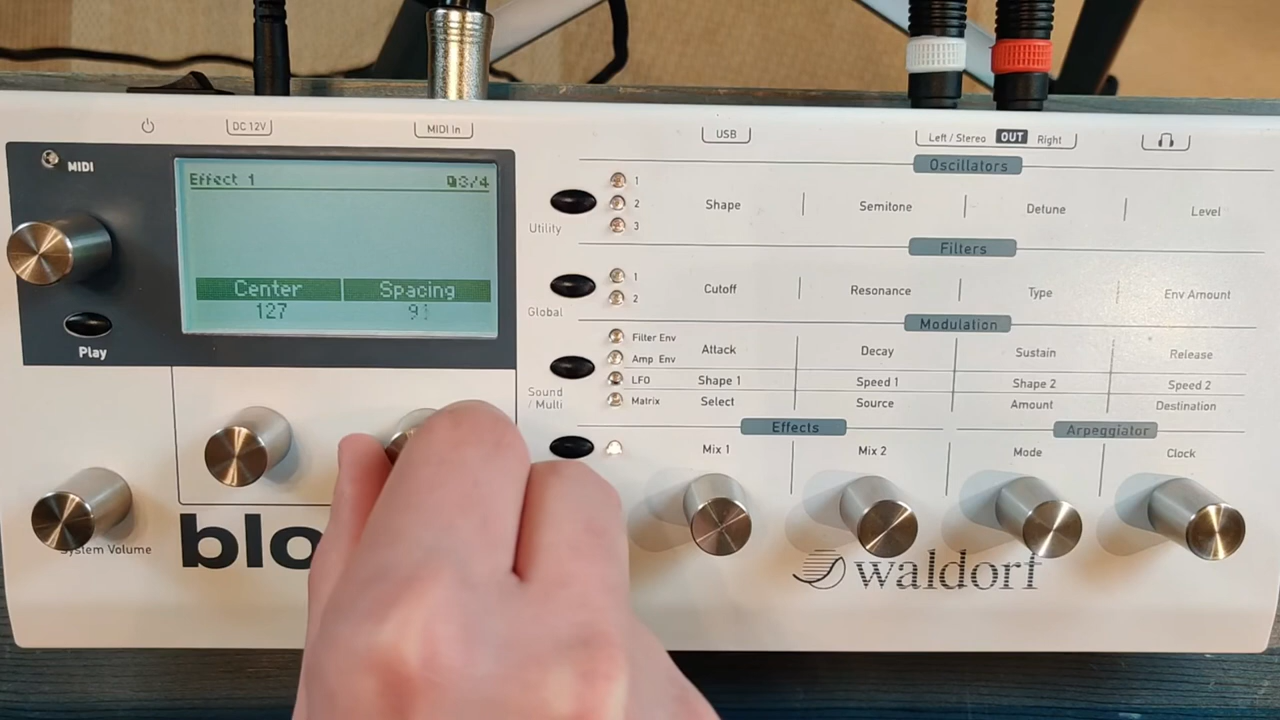 DC 12V
MIDI In
USB
Left / Stereo OUT Right
MIDI
Play
System Volume
Effect 1 3/4
Center Spacing
127 91
Utility
Global
Sound
/ Multi
Oscillators
1
2
3
Shape Semitone Detune Level
Filters
1
2
Cutoff Resonance Type Env Amount
Modulation
Filter Env
Amp Env
Attack Decay Sustain Release
LFO Shape 1 Speed 1 Shape 2 Speed 2
Matrix Select Source Amount Destination
Effects Arpeggiator
Mix 1 Mix 2 Mode Clock
blo
waldorf